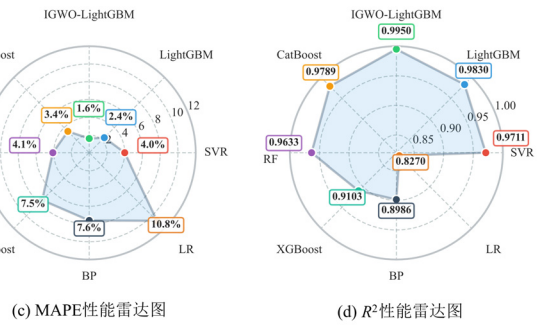 IGWO-LightGBM
LightGBM
SVR
LR
BP
1.6%
2.4%
4.0%
10.8%
7.6%
7.5%
4.1%
3.4%
4
6
8
10
12
(c) MAPE性能雷达图
IGWO-LightGBM
CatBoost
LightGBM
RF
SVR
XGBoost
LR
BP
0.9950
0.9830
0.9711
0.8270
0.8986
0.9103
0.9633
0.9789
0.85
0.90
0.95
1.00
(d) R²性能雷达图